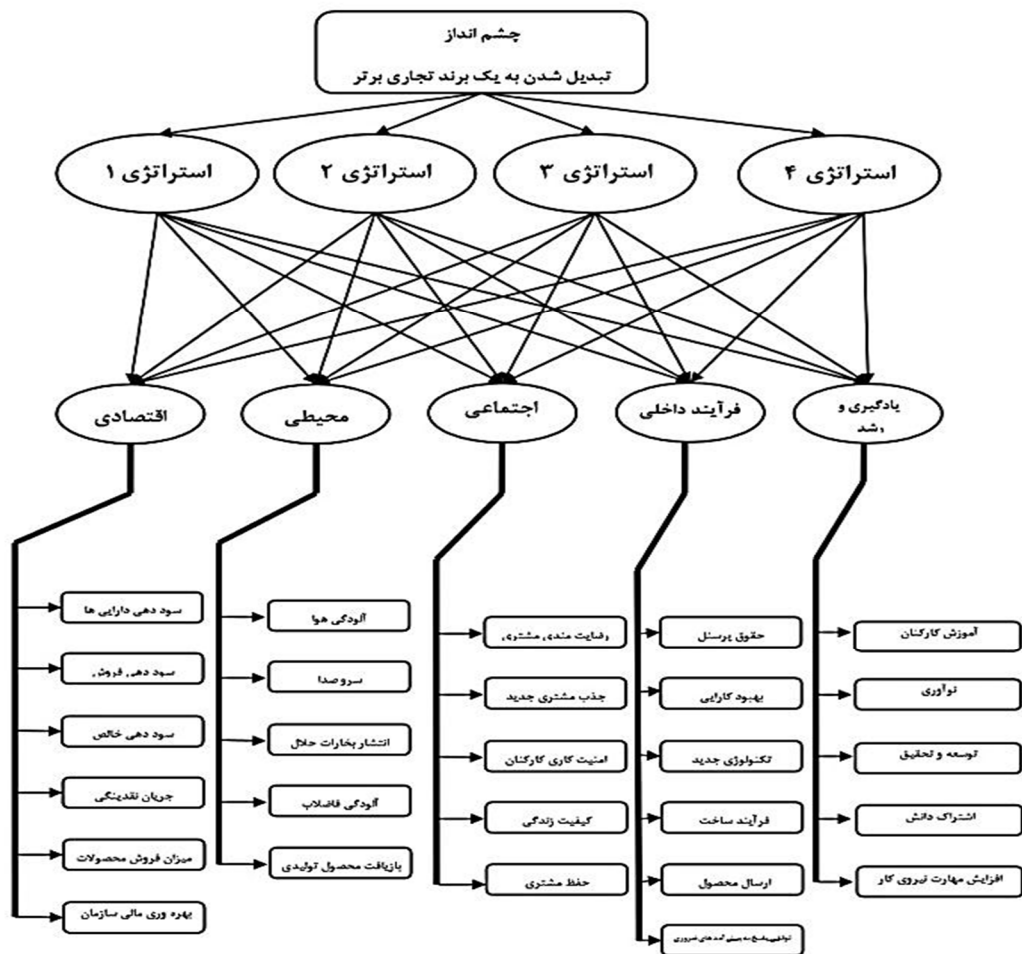 چشم انداز
تبدیل شدن به یک برند تجاری برتر
استراتژی ۱
استراتژی ۲
استراتژی ۳
استراتژی ۴
اقتصادی
محیطی
اجتماعی
فرآیند داخلی
یادگیری و
رشد
سود دهی دارایی ها
سود دهی فروش
سود دهی خالص
جریان نقدینگی
میزان فروش محصولات
بهره وری مالی سازمان
آلودگی هوا
سروصدا
انتشار بخارات حلال
آلودگی فاضلاب
بازیافت محصول تولیدی
رضایت مندی مشتری
جذب مشتری جدید
امنیت کاری کارکنان
کیفیت زندگی
حفظ مشتری
حقوق پرسنل
بهبود کارایی
تکنولوژی جدید
فرآیند ساخت
ارسال محصول
آموزش کارکنان
نوآوری
توسعه و تحقیق
اشتراک دانش
افزایش مهارت نیروی کار